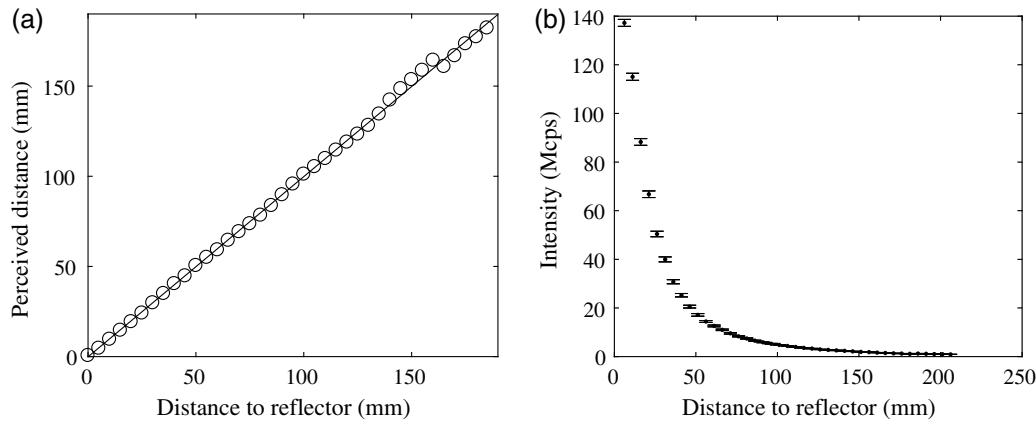 (a)
Perceived distance (mm)
150
100
50
0
0 50 100 150
Distance to reflector (mm)
(b)
Intensity (Mcps)
140
120
100
80
60
40
20
0
0 50 100 150 200 250
Distance to reflector (mm)